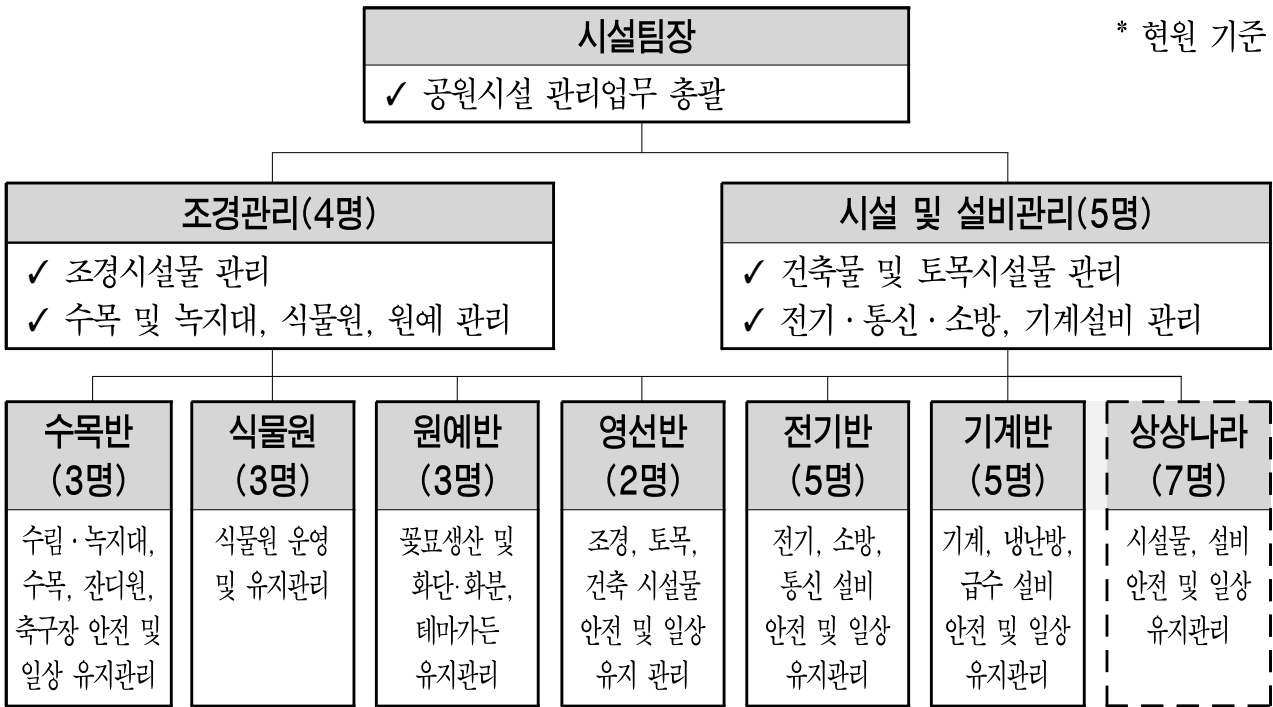 시설팀장
* 현원 기준
✓ 공원시설 관리업무 총괄
조경관리(4명)
✓ 조경시설물 관리
✓ 수목 및 녹지대, 식물원, 원예 관리
시설 및 설비관리(5명)
✓ 건축물 및 토목시설물 관리
✓ 전기 · 통신 · 소방, 기계설비 관리
수목반
(3명)
수림 · 녹지대,
수목, 잔디원,
축구장 안전 및
일상 유지관리
식물원
(3명)
식물원 운영
및 유지관리
원예반
(3명)
꽃묘생산 및
화단·화분,
테마가든
유지관리
영선반
(2명)
조경, 토목,
건축 시설물
안전 및 일상
유지 관리
전기반
(5명)
전기, 소방,
통신 설비
안전 및 일상
유지관리
기계반
(5명)
기계, 냉난방,
급수 설비
안전 및 일상
유지관리
상상나라
(7명)
시설물, 설비
안전 및 일상
유지관리